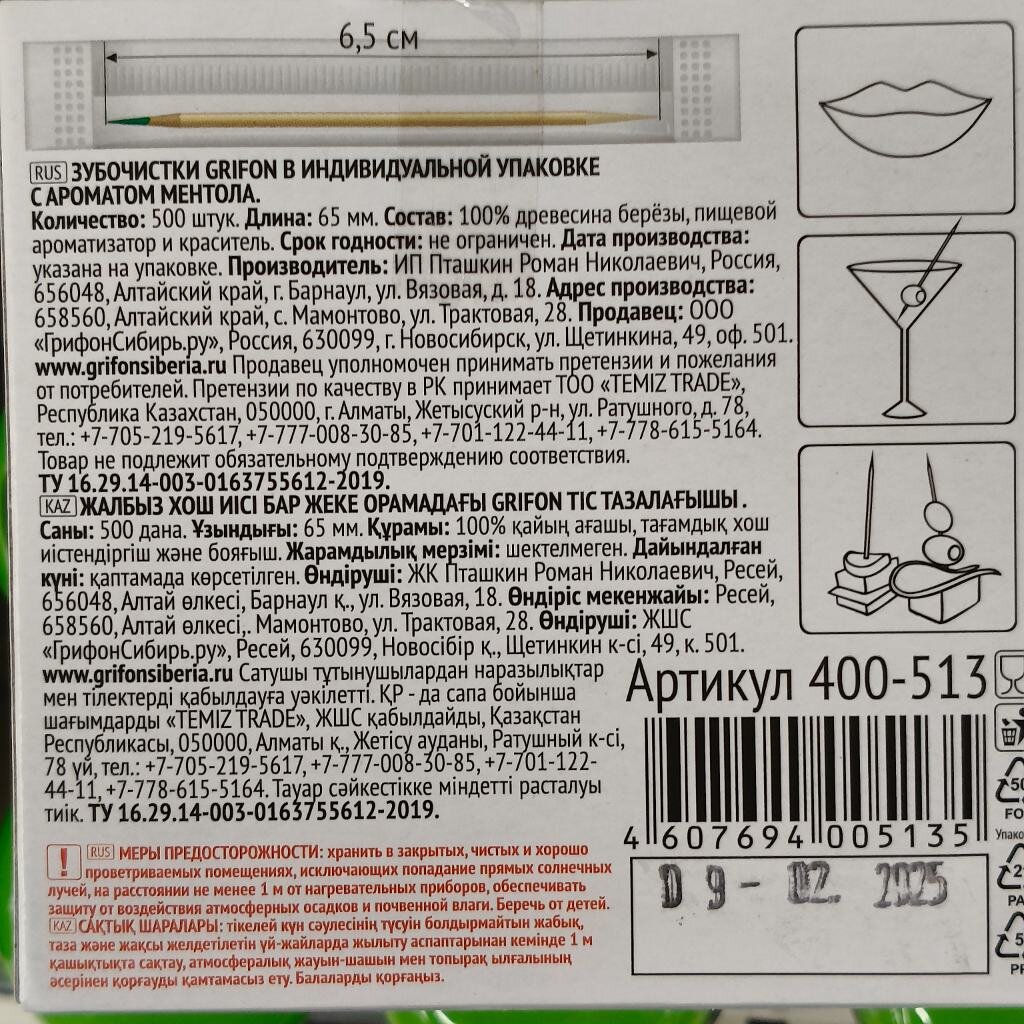 6,5 см
RUS ЗУБОЧИСТКИ GRIFON В ИНДИВИДУАЛЬНОЙ УПАКОВКЕ
С АРОМАТОМ МЕНТОЛА.
Количество: 500 штук. Длина: 65 мм. Состав: 100% древесина берёзы, пищевой
ароматизатор и краситель. Срок годности: не ограничен. Дата производства:
указана на упаковке. Производитель: ИП Пташкин Роман Николаевич, Россия,
656048, Алтайский край, г. Барнаул, ул. Вязовая, д. 18. Адрес производства:
658560, Алтайский край, с. Мамонтово, ул. Трактовая, 28. Продавец: ООО
«ГрифонСибирь.ру», Россия, 630099, г. Новосибирск, ул. Щетинкина, 49, оф. 501.
www.grifonsiberia.ru Продавец уполномочен принимать претензии и пожелания
от потребителей. Претензии по качеству в РК принимает ТОО «TEMIZ TRADE»,
Республика Казахстан, 050000, г. Алматы, Жетысуский р-н, ул. Ратушного, д. 78,
тел.: +7-705-219-5617, +7-777-008-30-85, +7-701-122-44-11, +7-778-615-5164.
Товар не подлежит обязательному подтверждению соответствия.
ТУ 16.29.14-003-0163755612-2019.
KAZ ЖАЛБЫЗ ХОШ ИІСІ БАР ЖЕКЕ ОРАМАДАҒЫ GRIFON ТІС ТАЗАЛАҒЫШЫ .
Саны: 500 дана. Ұзындығы: 65 мм. Құрамы: 100% қайың ағашы, тағамдық хош
иістендіргіш және бояғыш. Жарамдылық мерзімі: шектелмеген. Дайындалған
күні: қаптамада көрсетілген. Өндіруші: ЖК Пташкин Роман Николаевич, Ресей,
656048, Алтай өлкесі, Барнаул қ., ул. Вязовая, 18. Өндіріс мекенжайы: Ресей,
658560, Алтай өлкесі,. Мамонтово, ул. Трактовая, 28. Өндіруші: ЖШС
«ГрифонСибирь.ру», Ресей, 630099, Новосібір қ., Щетинкин к-сі, 49, к. 501.
www.grifonsiberia.ru Сатушы тұтынушылардан наразылықтар
мен тілектерді қабылдауға уәкілетті. ҚР - да сапа бойынша
шағымдарды «TEMIZ TRADE», ЖШС қабылдайды, Қазақстан
Республикасы, 050000, Алматы қ., Жетісу ауданы, Ратушный к-сі,
78 үй, тел.: +7-705-219-5617, +7-777-008-30-85, +7-701-122-
44-11, +7-778-615-5164. Тауар сәйкестікке міндетті расталуы
тиік. ТУ 16.29.14-003-0163755612-2019.
Артикул 400-513
4 607694 005135
D 9 - 02. 2025
! RUS МЕРЫ ПРЕДОСТОРОЖНОСТИ: хранить в закрытых, чистых и хорошо
проветриваемых помещениях, исключающих попадание прямых солнечных
лучей, на расстоянии не менее 1 м от нагревательных приборов, обеспечивать
защиту от воздействия атмосферных осадков и почвенной влаги. Беречь от детей.
KAZ САҚТЫҚ ШАРАЛАРЫ: тікелей күн сәулесінің түсуін болдырмайтын жабық,
таза және жақсы желдетілетін үй-жайларда жылыту аспаптарынан кемінде 1 м
қашықтықта сақтау, атмосфералық жауын-шашын мен топырақ ылғалының
әсерінен қорғауды қамтамасыз ету. Балаларды қорғаңыз.